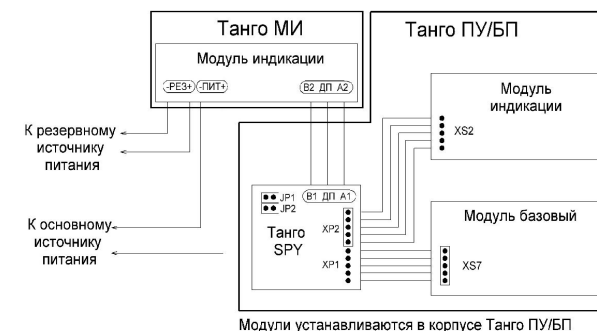 Танго МИ
Модуль индикации
-РЕЗ+ -ПИТ+
В2 ДП А2
Танго ПУ/БП
Модуль
индикации
XS2
К резервному
источнику
питания
К основному
источнику
питания
JP1
JP2
В1 ДП А1
Танго
SPY
XP2
XP1
Модуль базовый
XS7
Модули устанавливаются в корпусе Танго ПУ/БП